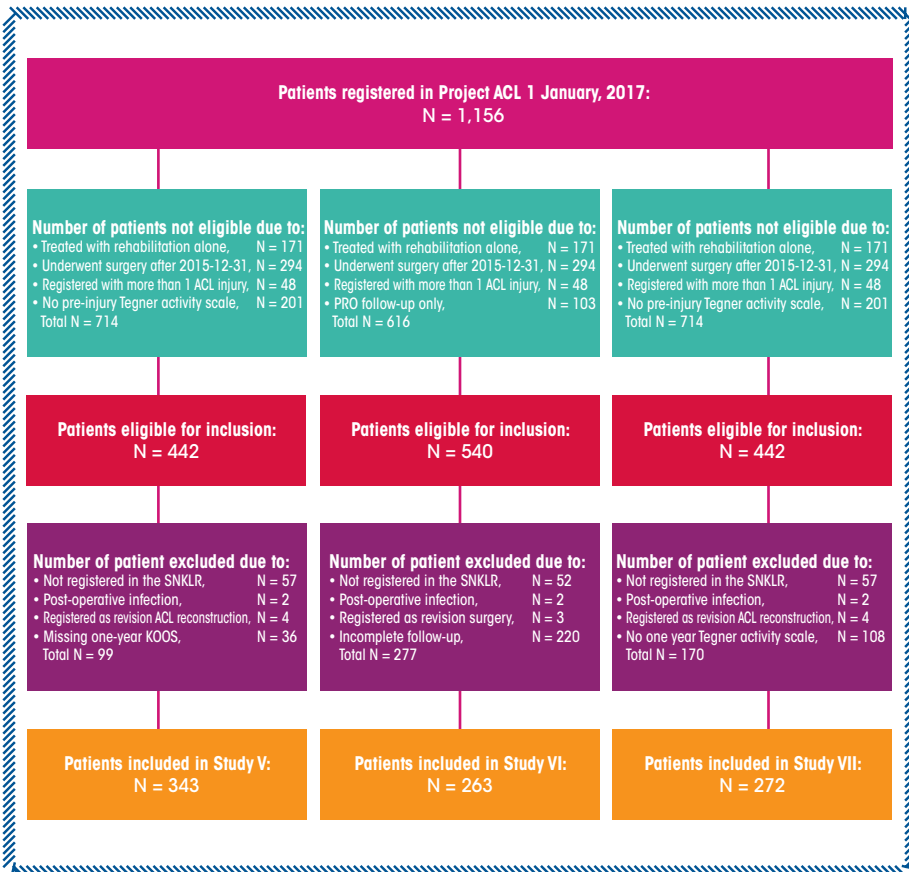 Patients registered in Project ACL 1 January, 2017:
N = 1,156
Number of patients not eligible due to:
• Treated with rehabilitation alone, N = 171
• Underwent surgery after 2015-12-31, N = 294
• Registered with more than 1 ACL injury, N = 48
• No pre-injury Tegner activity scale, N = 201
Total N = 714
Number of patients not eligible due to:
• Treated with rehabilitation alone, N = 171
• Underwent surgery after 2015-12-31, N = 294
• Registered with more than 1 ACL injury, N = 48
• PRO follow-up only, N = 103
Total N = 616
Number of patients not eligible due to:
• Treated with rehabilitation alone, N = 171
• Underwent surgery after 2015-12-31, N = 294
• Registered with more than 1 ACL injury, N = 48
• No pre-injury Tegner activity scale, N = 201
Total N = 714
Patients eligible for inclusion:
N = 442
Patients eligible for inclusion:
N = 540
Patients eligible for inclusion:
N = 442
Number of patient excluded due to:
• Not registered in the SNKLR, N = 57
• Post-operative infection, N = 2
• Registered as revision ACL reconstruction, N = 4
• Missing one-year KOOS, N = 36
Total N = 99
Number of patient excluded due to:
• Not registered in the SNKLR, N = 52
• Post-operative infection, N = 2
• Registered as revision surgery, N = 3
• Incomplete follow-up, N = 220
Total N = 277
Number of patient excluded due to:
• Not registered in the SNKLR, N = 57
• Post-operative infection, N = 2
• Registered as revision ACL reconstruction, N = 4
• No one year Tegner activity scale, N = 108
Total N = 170
Patients included in Study V:
N = 343
Patients included in Study VI:
N = 263
Patients included in Study VII:
N = 272